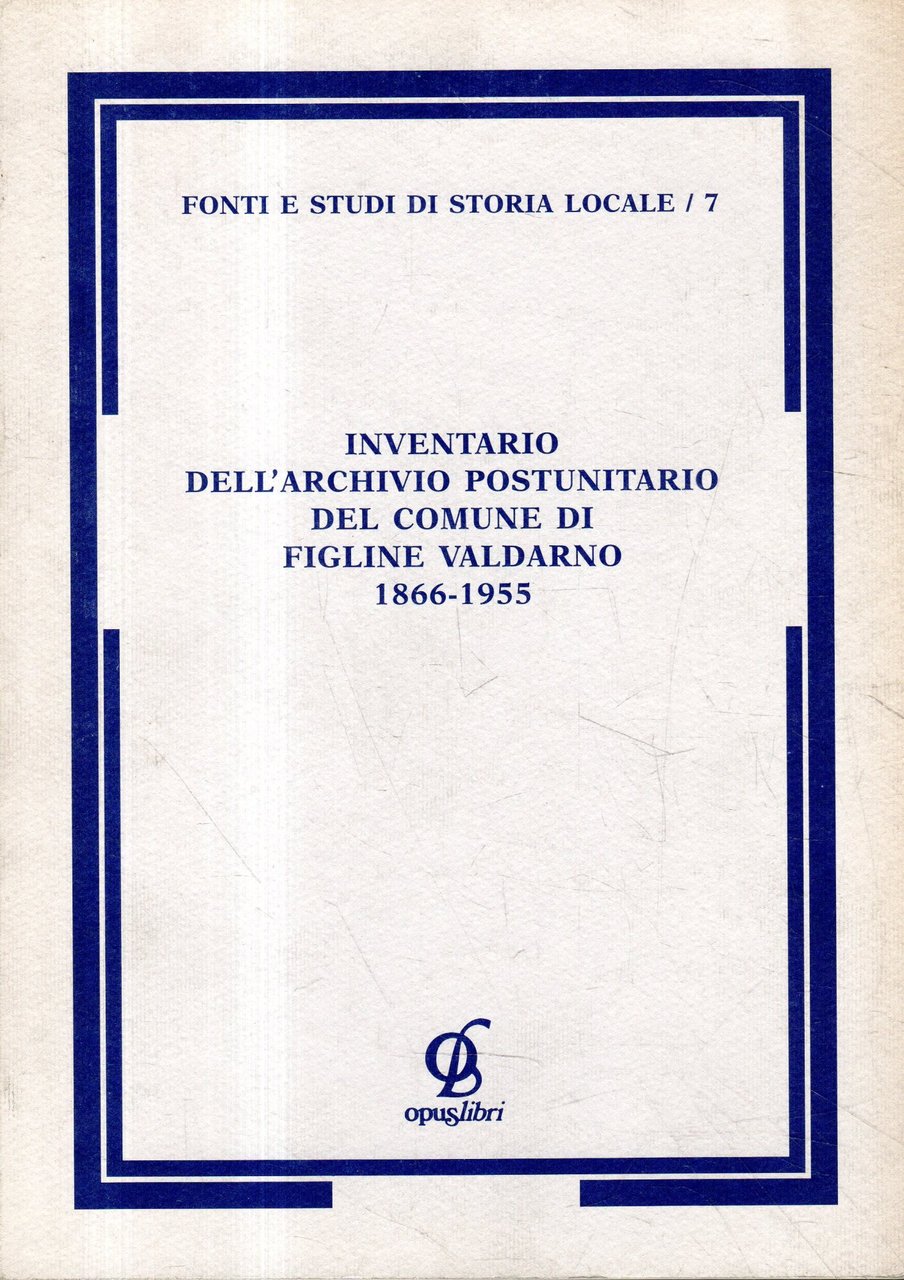 FONTI E STUDI DI STORIA LOCALE / 7
INVENTARIO
DELL'ARCHIVIO POSTUNITARIO
DEL COMUNE DI
FIGLINE VALDARNO
1866-1955
opuslibri